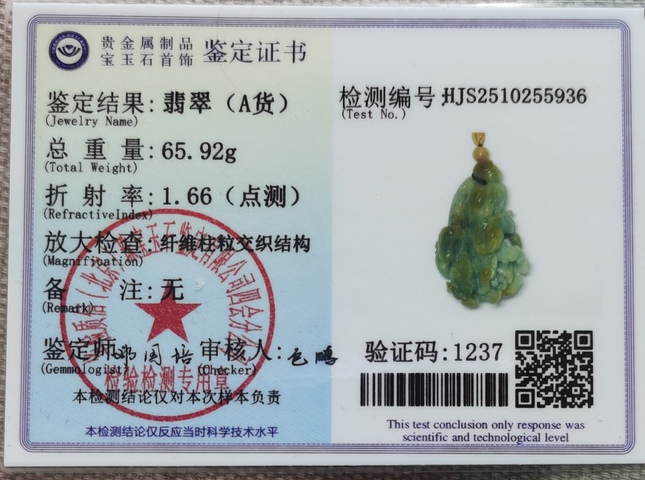 贵金属制品
宝玉石首饰 鉴定证书
鉴定结果: 翡翠（A货）
(Jewelry Name)
总重量: 65.92g
(Total Weight)
折射率: 1.66（点测）
(RefractiveIndex)
放大检查: 纤维柱粒交织结构
(Magnification)
备注: 无
(Remark)
鉴定师: 审核人: 包鹏
(Gemmologist) (Checker)
检验检测专用章
本检测结论仅对本次样本负责
本检测结论仅反应当时科学技术水平
检测编号: HJS2510255936
(Test No.)
验证码: 1237
This test conclusion only response was
scientific and technological level